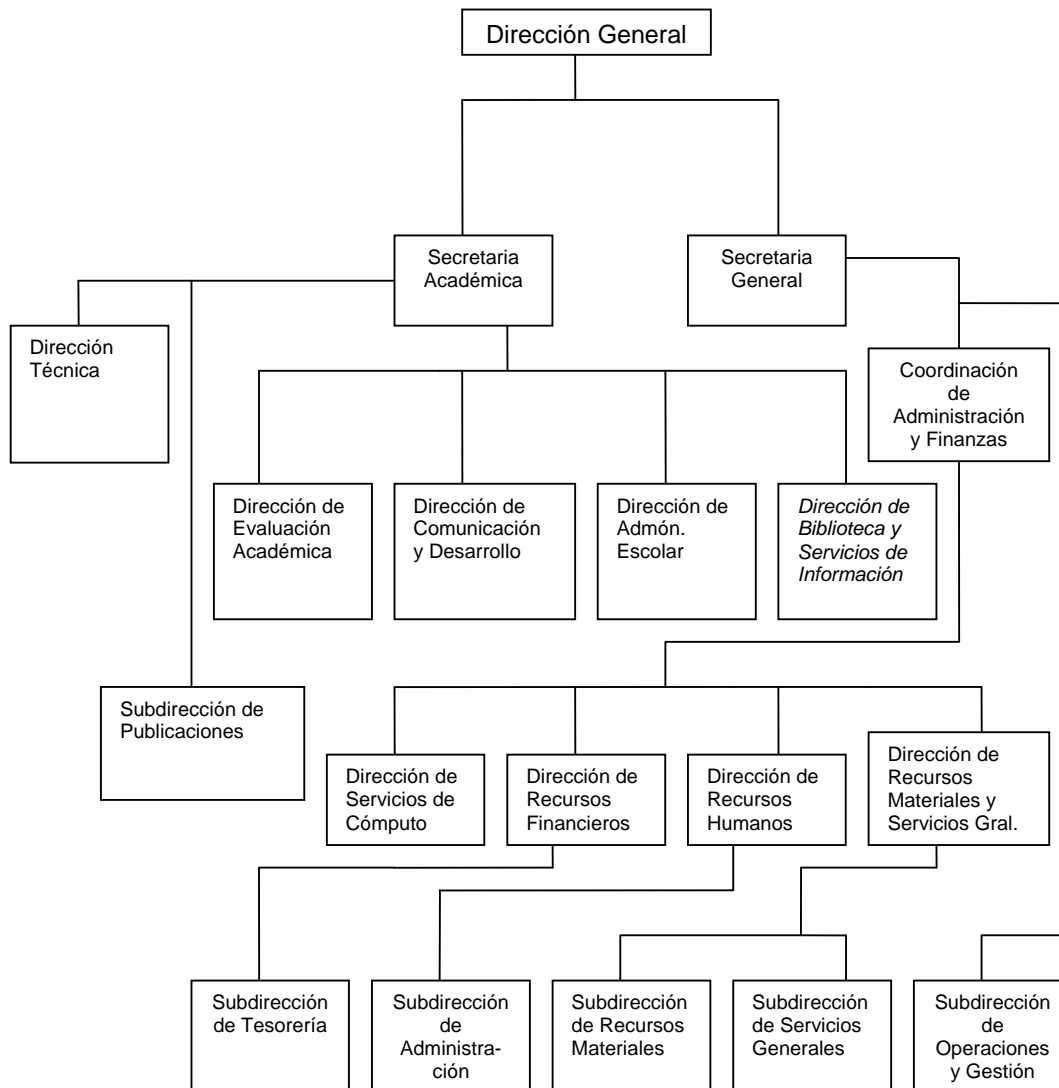 Dirección General
Secretaria
Académica
Secretaria
General
Dirección
Técnica
Coordinación
de
Administración
y Finanzas
Dirección de
Evaluación
Académica
Dirección de
Comunicación
y Desarrollo
Dirección de
Admón.
Escolar
Dirección de
Biblioteca y
Servicios de
Información
Subdirección de
Publicaciones
Dirección de
Servicios de
Cómputo
Dirección de
Recursos
Financieros
Dirección de
Recursos
Humanos
Dirección de
Recursos
Materiales y
Servicios Gral.
Subdirección
de Tesorería
Subdirección
de
Administra-
ción
Subdirección
de Recursos
Materiales
Subdirección
de Servicios
Generales
Subdirección
de
Operaciones
y Gestión